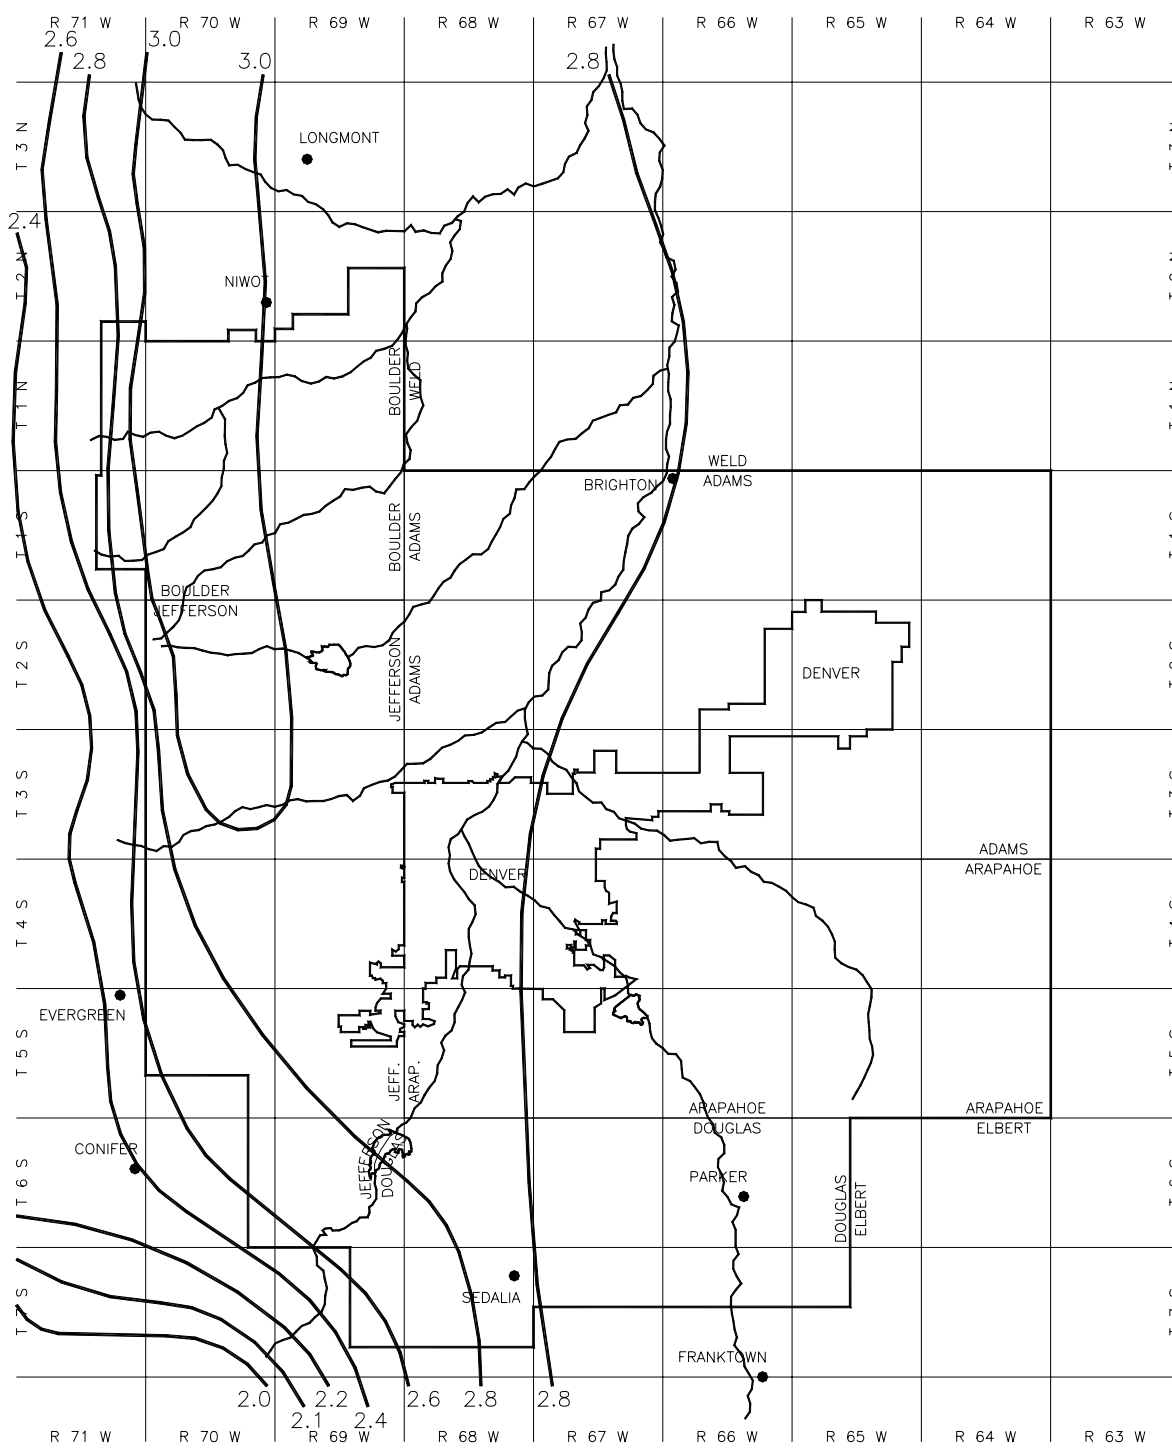 R 71 W R 70 W R 69 W R 68 W R 67 W R 66 W R 65 W R 64 W R 63 W
2.6
2.8
3.0
3.0
2.8
LONGMONT
T 3 N
2.4
T 2 N
NIWOT
T 1 N
BOULDER
WELD
WELD
ADAMS
BRIGHTON
T 1 S
BOULDER
ADAMS
BOULDER
JEFFERSON
T 2 S
JEFFERSON
ADAMS
DENVER
T 3 S
ADAMS
ARAPAHOE
DENVER
T 4 S
EVERGREEN
T 5 S
JEFF.
ARAP.
ARAPAHOE
DOUGLAS
ARAPAHOE
ELBERT
CONIFER
JEFFERSON
DOUGLAS
T 6 S
PARKER
DOUGLAS
ELBERT
SEDALIA
T 7 S
FRANKTOWN
2.0
2.1
2.2
2.4
2.6
2.8
2.8
R 71 W R 70 W R 69 W R 68 W R 67 W R 66 W R 65 W R 64 W R 63 W